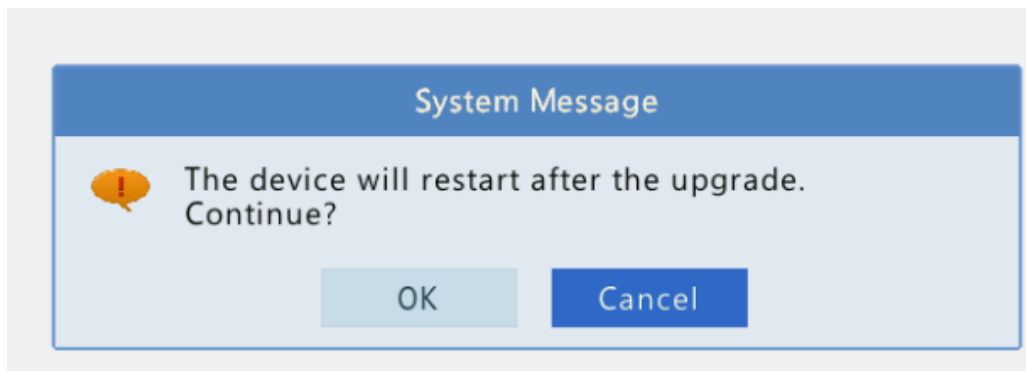 System Message
The device will restart after the upgrade.
Continue?
OK
Cancel